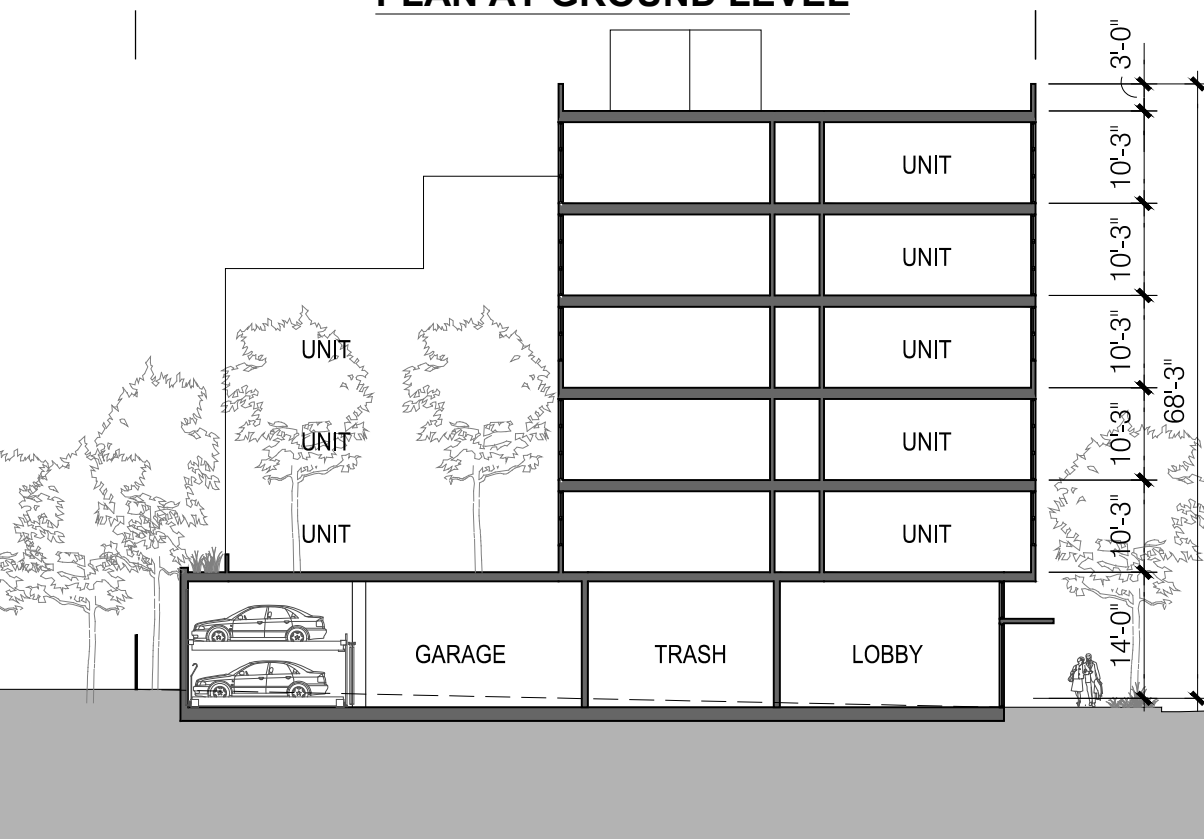 PLAN AT GROUND LEVEL
3'-0"
UNIT
10'-3"
UNIT
10'-3"
UNIT
UNIT
10'-3"
68'-3"
UNIT
UNIT
10'-3"
UNIT
UNIT
10'-3"
GARAGE
TRASH
LOBBY
14'-0"